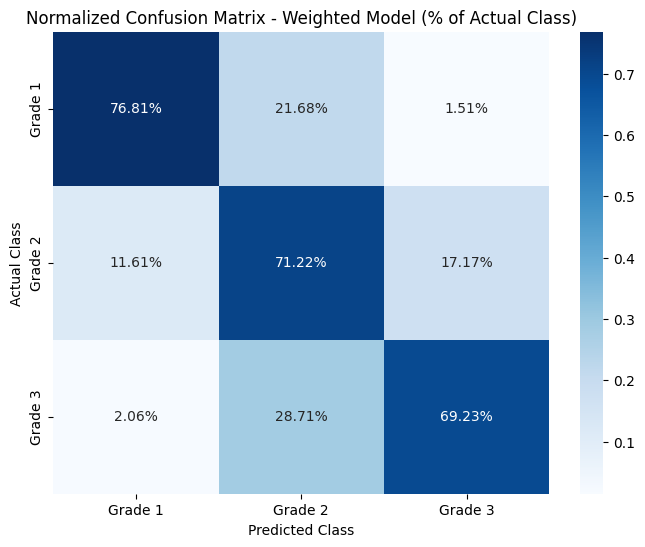 Normalized Confusion Matrix - Weighted Model (% of Actual Class)
Actual Class
Grade 1
76.81%
21.68%
1.51%
Grade 2
11.61%
71.22%
17.17%
Grade 3
2.06%
28.71%
69.23%
Grade 1
Grade 2
Grade 3
Predicted Class
0.7
0.6
0.5
0.4
0.3
0.2
0.1